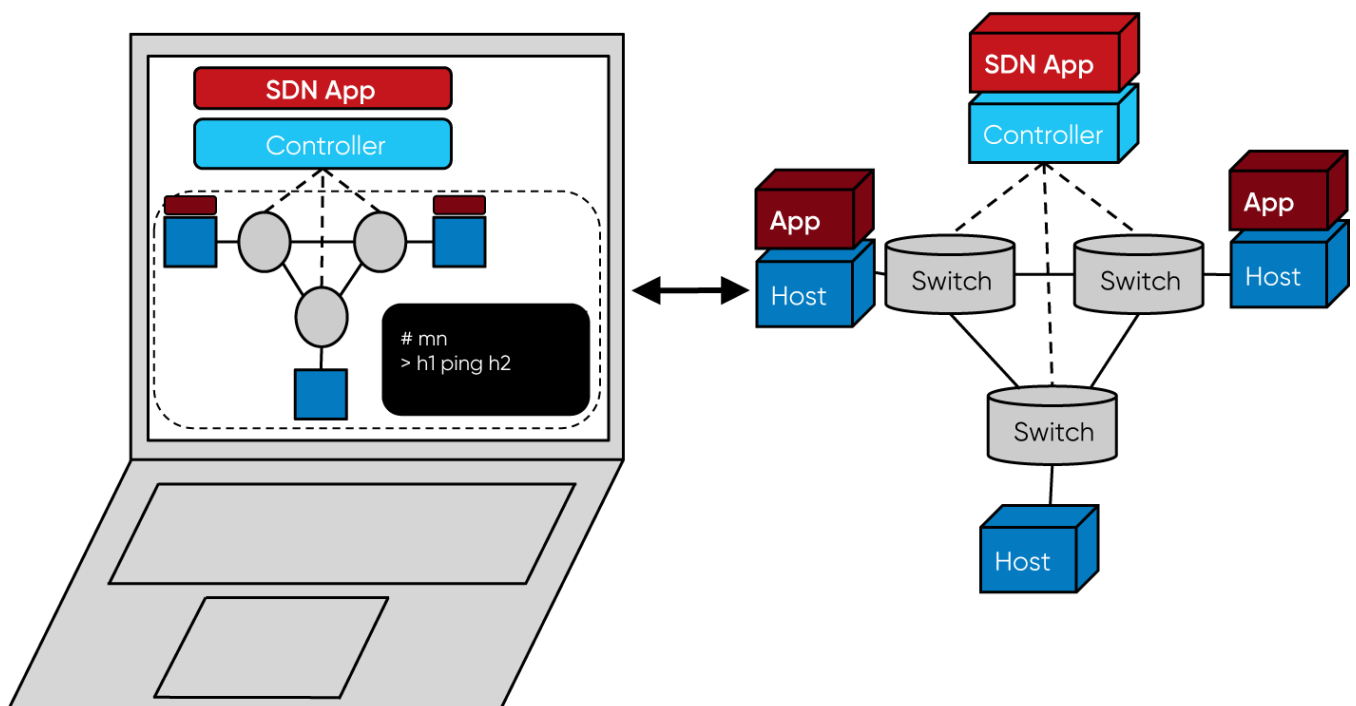 SDN App
Controller
# mn
> h1 ping h2
SDN App
Controller
App
Host
Switch
Switch
App
Host
Switch
Host